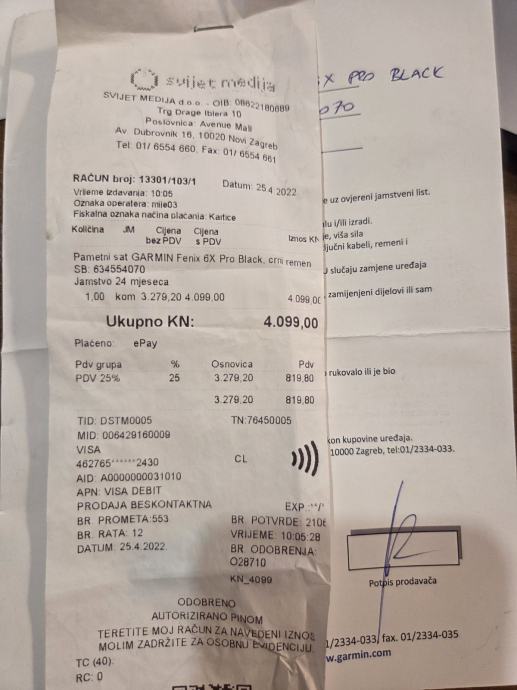 svijet medija
SVIJET MEDIJA d.o.o. - OIB: 08622180689
Trg Drage Iblera 10
Poslovnica: Avenue Mall
Av. Dubrovnik 16, 10020 Novi Zagreb
Tel: 01/ 6554 660, Fax: 01/ 6554 661
RAČUN broj: 13301/103/1
Datum: 25.4.2022.
Vrijeme izdavanja: 10:05
Oznaka operatera: mile03
Fiskalna oznaka načina plaćanja: Kartice
Količina JM Cijena bez PDV Cijena s PDV Iznos KN
Pametni sat GARMIN Fenix 6X Pro Black, crni remen
SB: 634554070
Jamstvo 24 mjeseca
1,00 kom 3.279,20 4.099,00 4.099,00
Ukupno KN: 4.099,00
Plaćeno: ePay
Pdv grupa % Osnovica Pdv
PDV 25% 25 3.279,20 819,80
3.279,20 819,80
TID: DSTM0005 TN:76450005
MID: 006429160009
VISA
462765******2430 CL
AID: A0000000031010
APN: VISA DEBIT
PRODAJA BESKONTAKTNA EXP.:**/
BR. PROMETA:553 BR. POTVRDE: 2106
BR. RATA: 12 VRIJEME: 10:05:28
DATUM: 25.4.2022. BR. ODOBRENJA:
O28710
KN_4099
ODOBRENO
AUTORIZIRANO PINOM
TERETITE MOJ RAČUN ZA NAVEDENI IZNOS
MOLIM ZADRŽITE ZA OSOBNU EVIDENCIJU.
TC (40):
RC: 0
X PRO BLACK
070
e uz ovjereni jamstveni list.
lu i/ili izradi.
je, viša sila
ključni kabeli, remeni i
U slučaju zamjene uređaja
zamijenjeni dijelovi ili sam
rukovalo ili je bio
kon kupovine uređaja.
10000 Zagreb, tel:01/2334-033.
Potpis prodavača
1/2334-033, fax. 01/2334-035
w.garmin.com